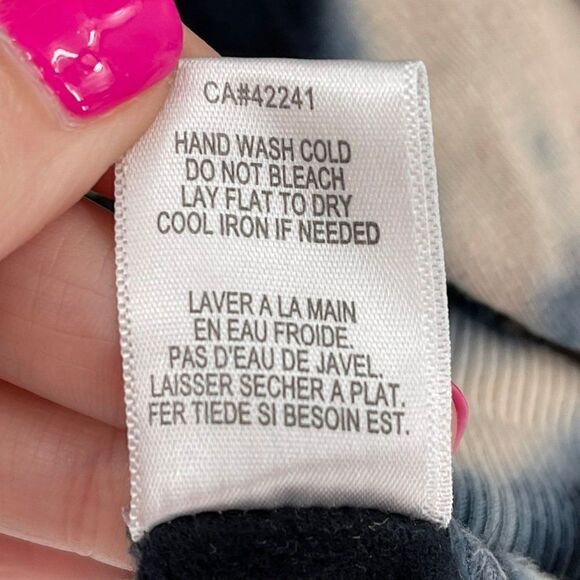 CA#42241
HAND WASH COLD
DO NOT BLEACH
LAY FLAT TO DRY
COOL IRON IF NEEDED
LAVER A LA MAIN
EN EAU FROIDE.
PAS D'EAU DE JAVEL.
LAISSER SECHER A PLAT.
FER TIEDE SI BESOIN EST.